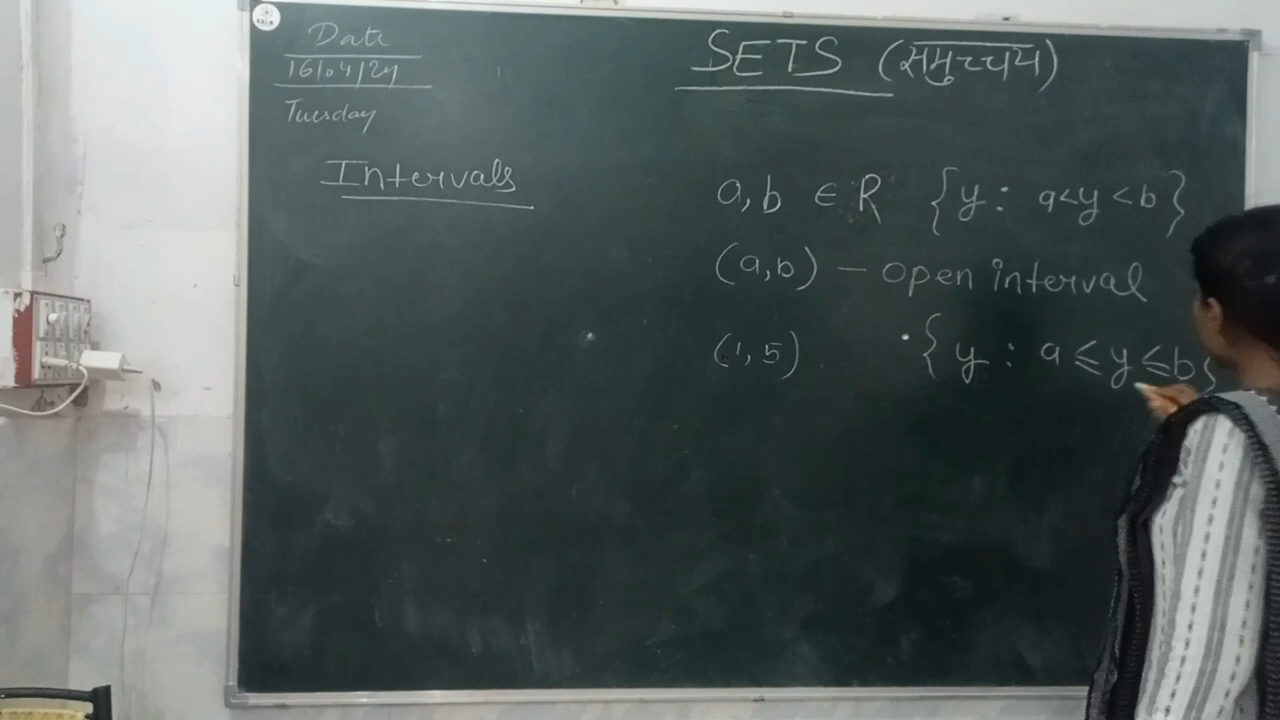 Date
16/04/24
Tuesday
SETS (समुच्चय)
Intervals
a,b ∈ R {y : a<y<b}
(a,b) — open interval
(1, 5) {y : a ≤ y ≤ b}